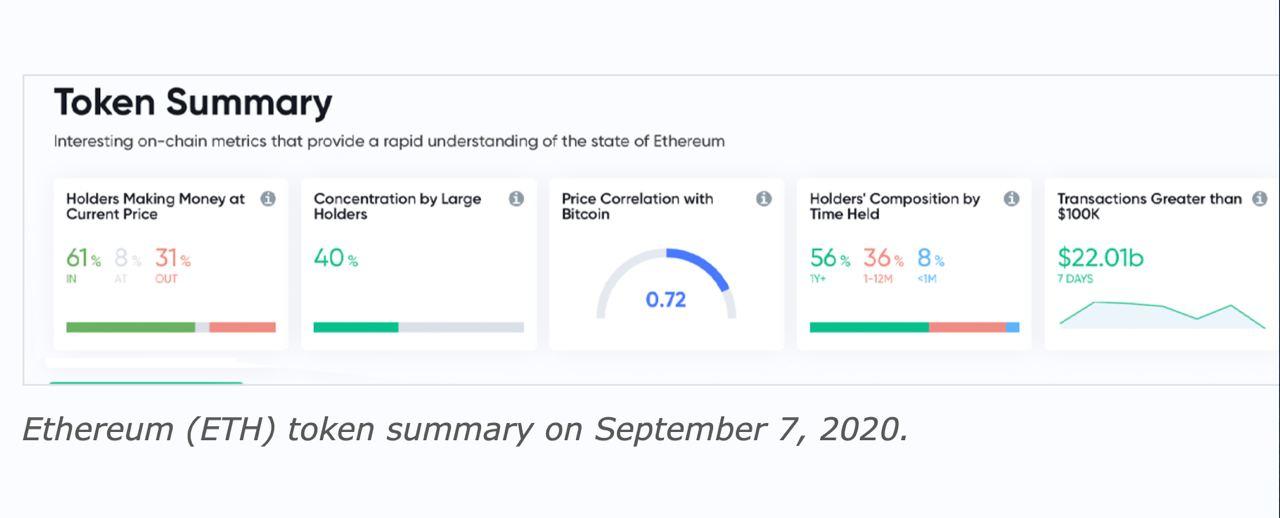 Token Summary
Interesting on-chain metrics that provide a rapid understanding of the state of Ethereum
Holders Making Money at
Current Price
61%
8%
31%
IN
AT
OUT
Concentration by Large
Holders
40%
Price Correlation with
Bitcoin
0.72
Holders' Composition by
Time Held
56%
36%
8%
1Y+
1-12M
<1M
Transactions Greater than
$100K
$22.01b
7 DAYS
Ethereum (ETH) token summary on September 7, 2020.